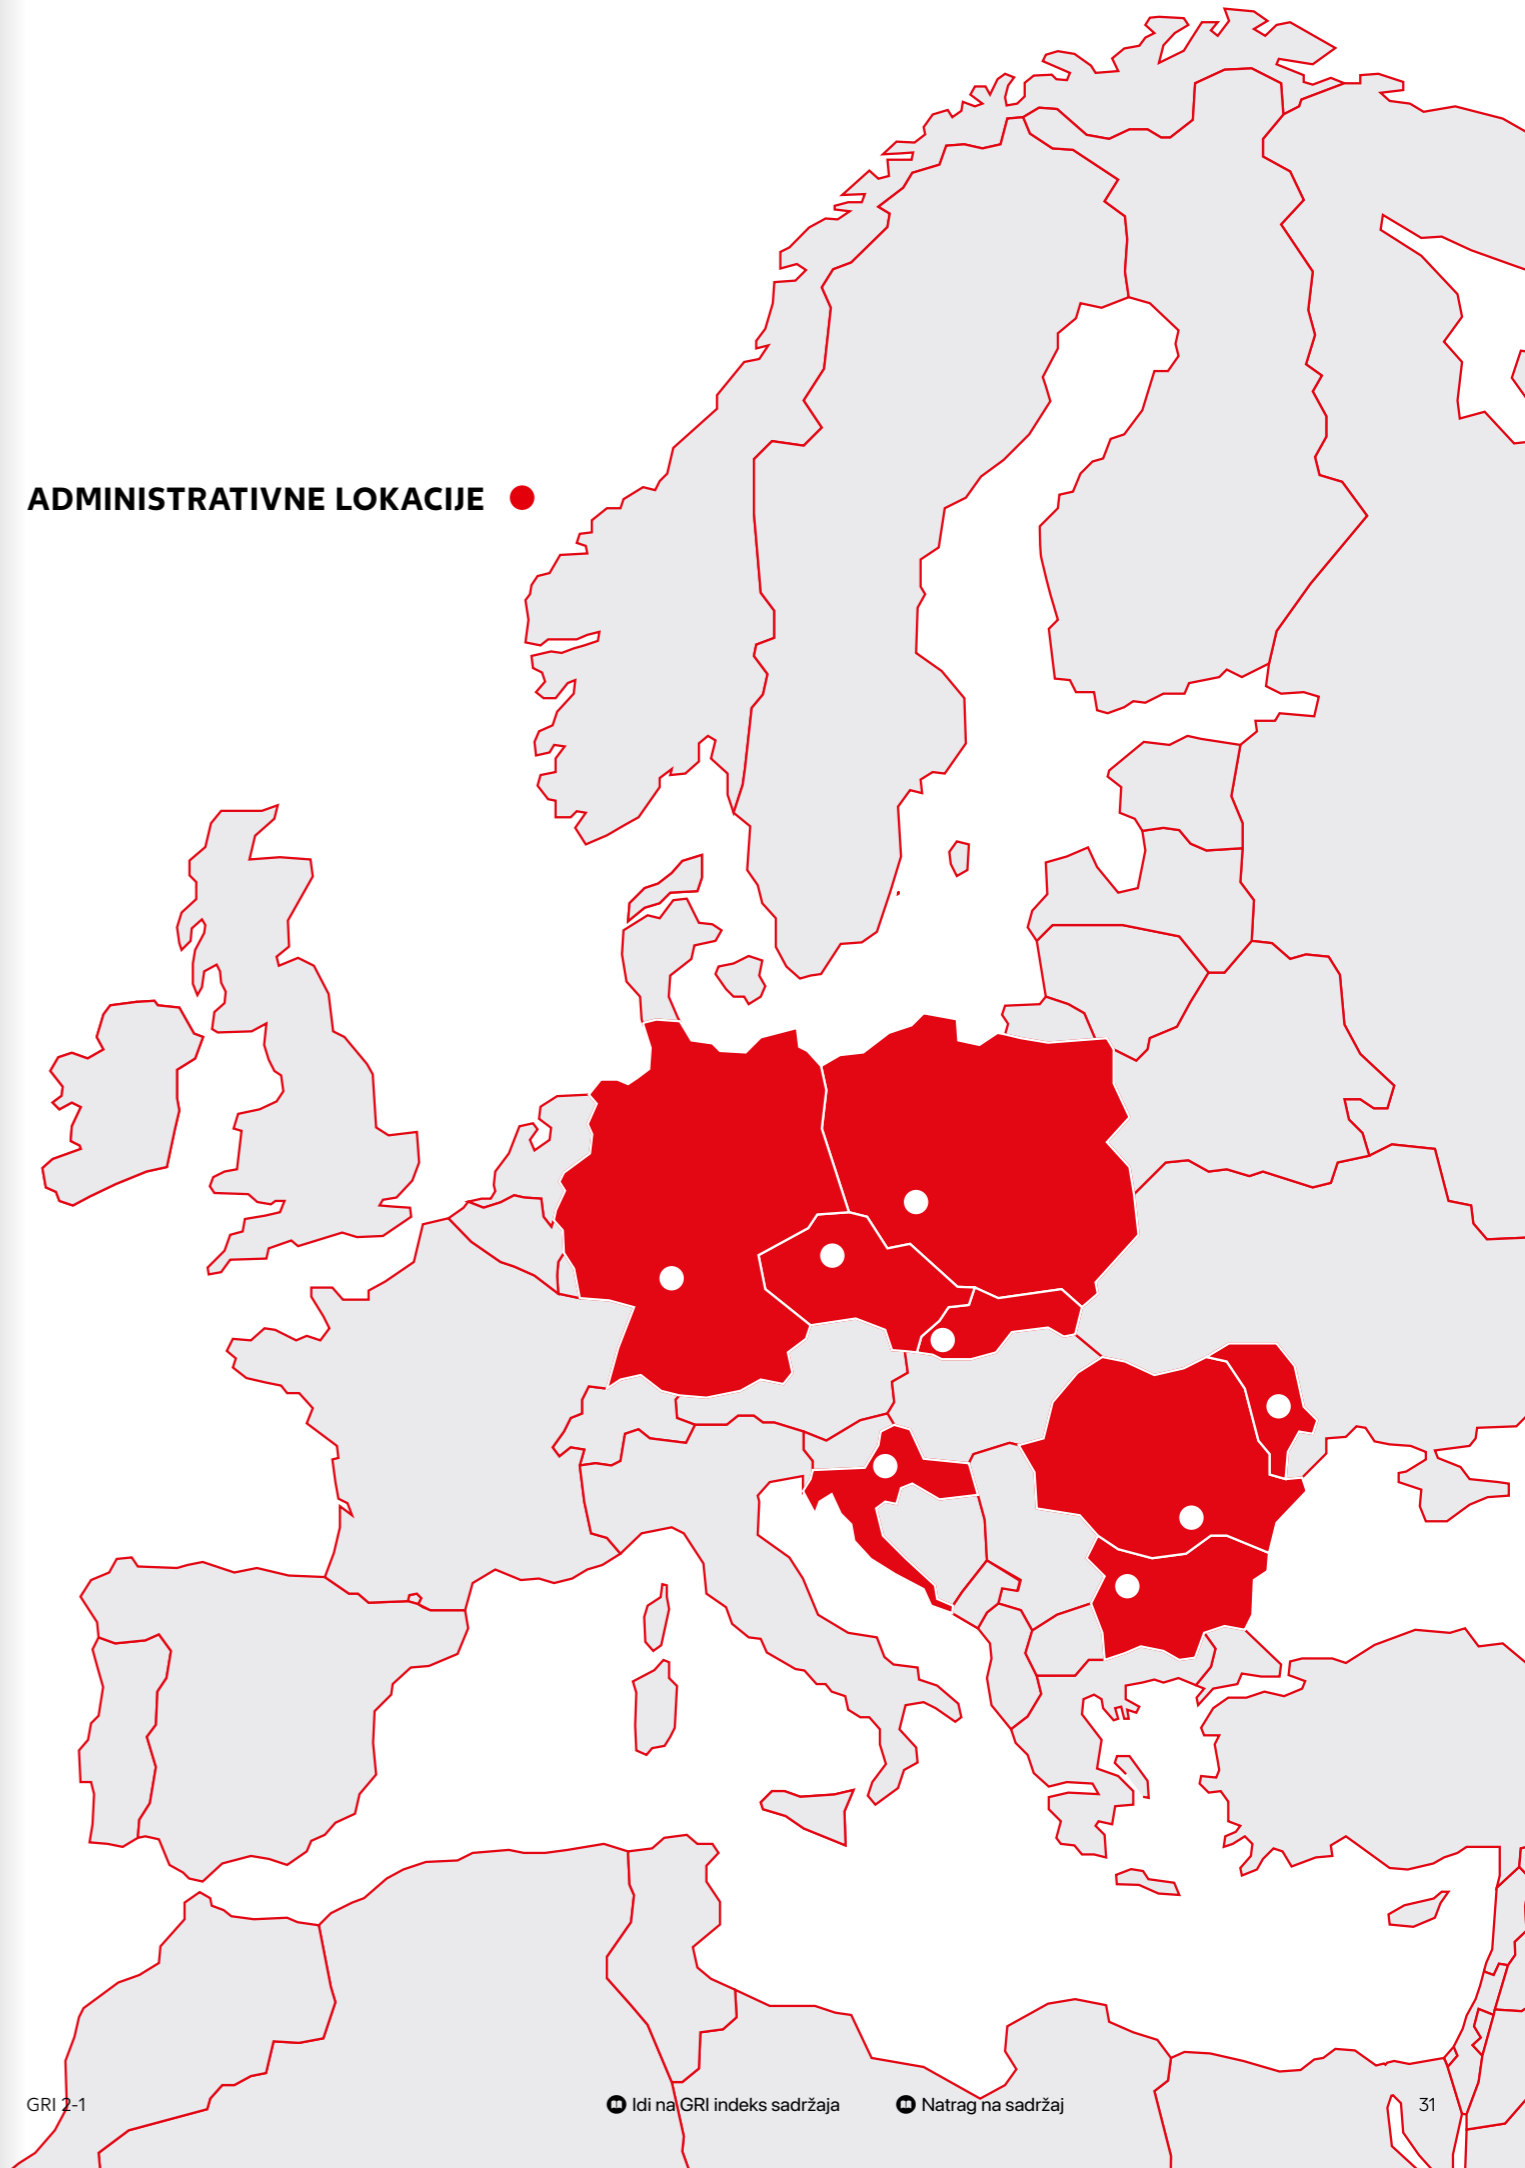 ADMINISTRATIVNE LOKACIJE
GRI 2-1
Idi na GRI indeks sadržaja
Natrag na sadržaj
31